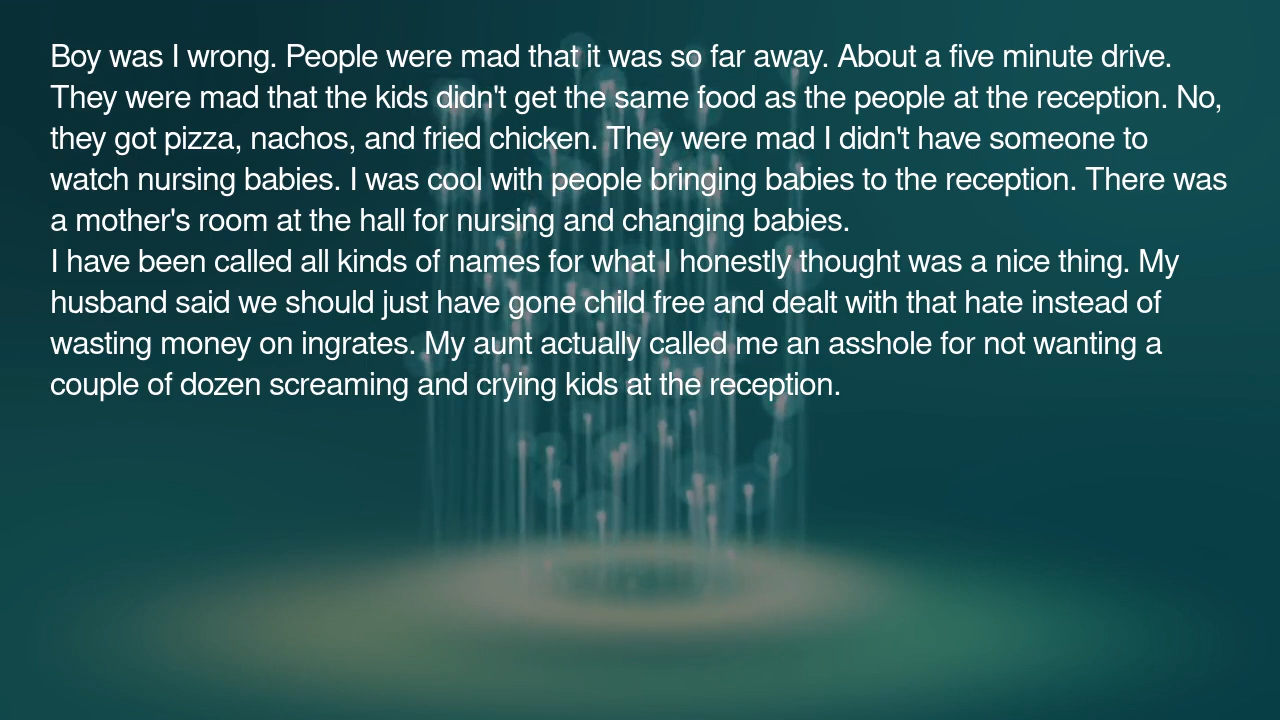 Boy was I wrong. People were mad that it was so far away. About a five minute drive.
They were mad that the kids didn't get the same food as the people at the reception. No,
they got pizza, nachos, and fried chicken. They were mad I didn't have someone to
watch nursing babies. I was cool with people bringing babies to the reception. There was
a mother's room at the hall for nursing and changing babies.
I have been called all kinds of names for what I honestly thought was a nice thing. My
husband said we should just have gone child free and dealt with that hate instead of
wasting money on ingrates. My aunt actually called me an asshole for not wanting a
couple of dozen screaming and crying kids at the reception.